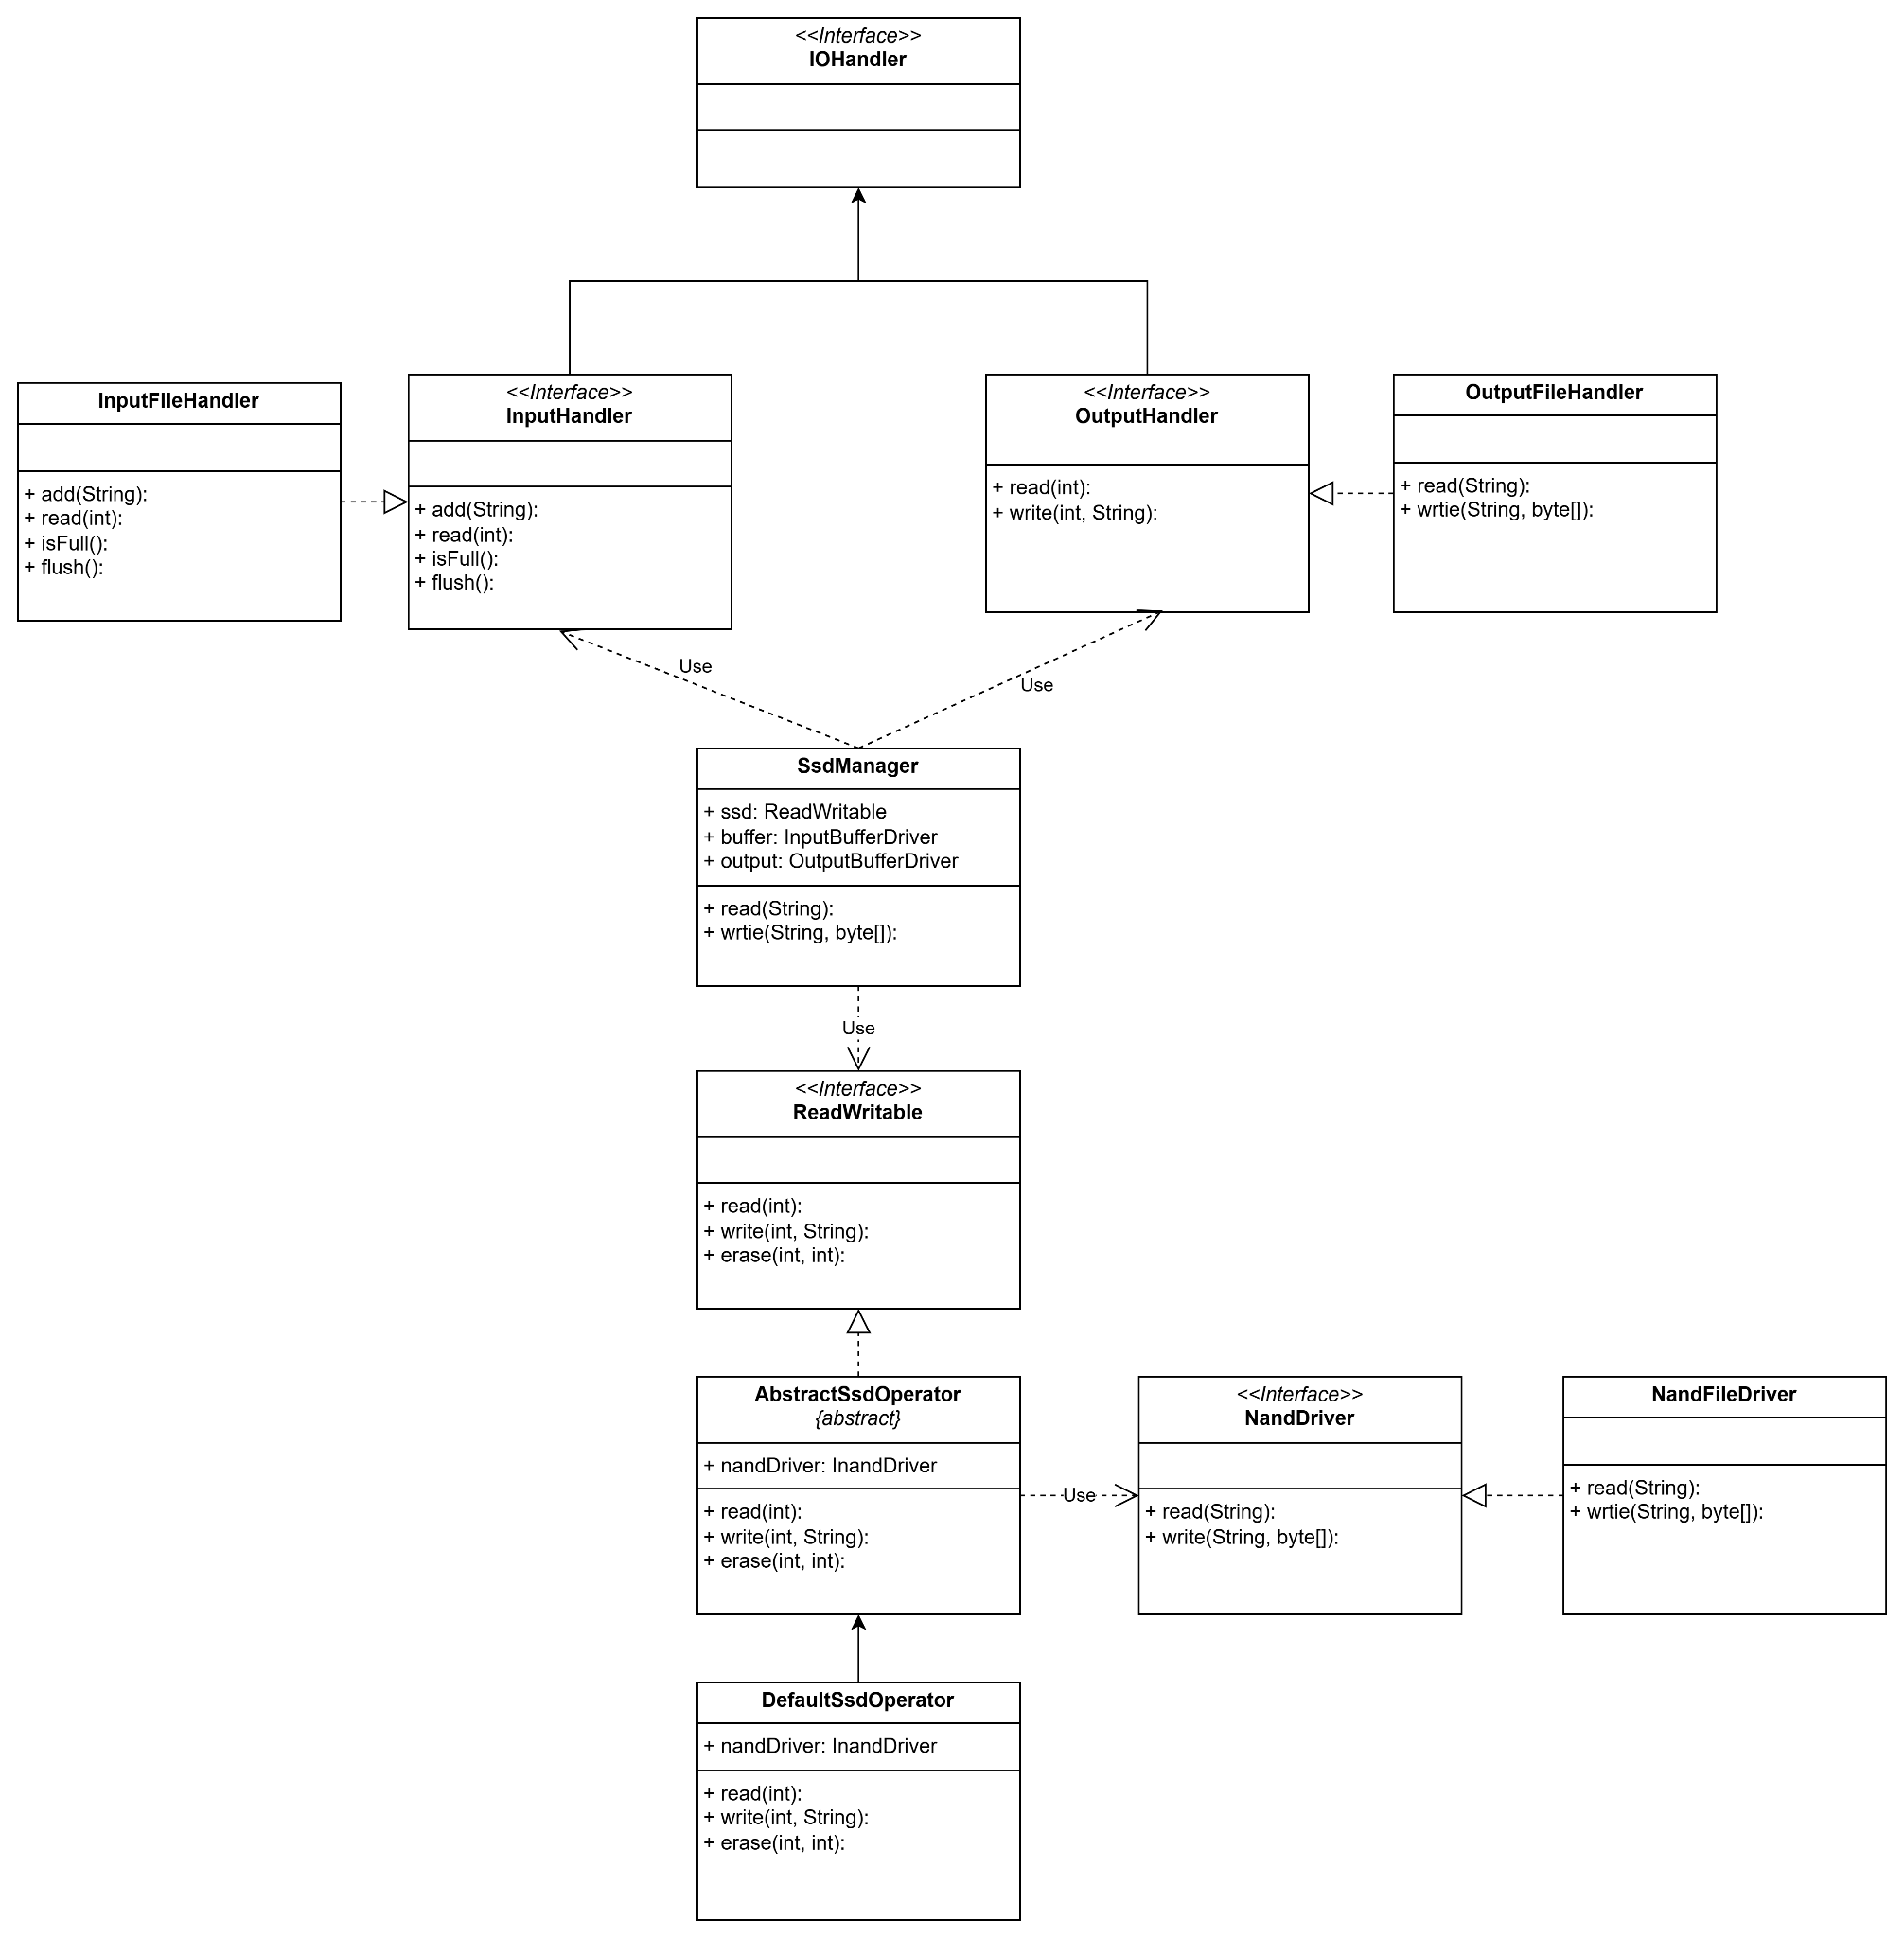 <<Interface>>
IOHandler
InputFileHandler
+ add(String):
+ read(int):
+ isFull():
+ flush():
<<Interface>>
InputHandler
+ add(String):
+ read(int):
+ isFull():
+ flush():
<<Interface>>
OutputHandler
+ read(int):
+ write(int, String):
OutputFileHandler
+ read(String):
+ wrtie(String, byte[]):
Use
Use
SsdManager
+ ssd: ReadWritable
+ buffer: InputBufferDriver
+ output: OutputBufferDriver
+ read(String):
+ wrtie(String, byte[]):
Use
<<Interface>>
ReadWritable
+ read(int):
+ write(int, String):
+ erase(int, int):
AbstractSsdOperator
{abstract}
+ nandDriver: InandDriver
+ read(int):
+ write(int, String):
+ erase(int, int):
Use
<<Interface>>
NandDriver
+ read(String):
+ write(String, byte[]):
NandFileDriver
+ read(String):
+ wrtie(String, byte[]):
DefaultSsdOperator
+ nandDriver: InandDriver
+ read(int):
+ write(int, String):
+ erase(int, int):